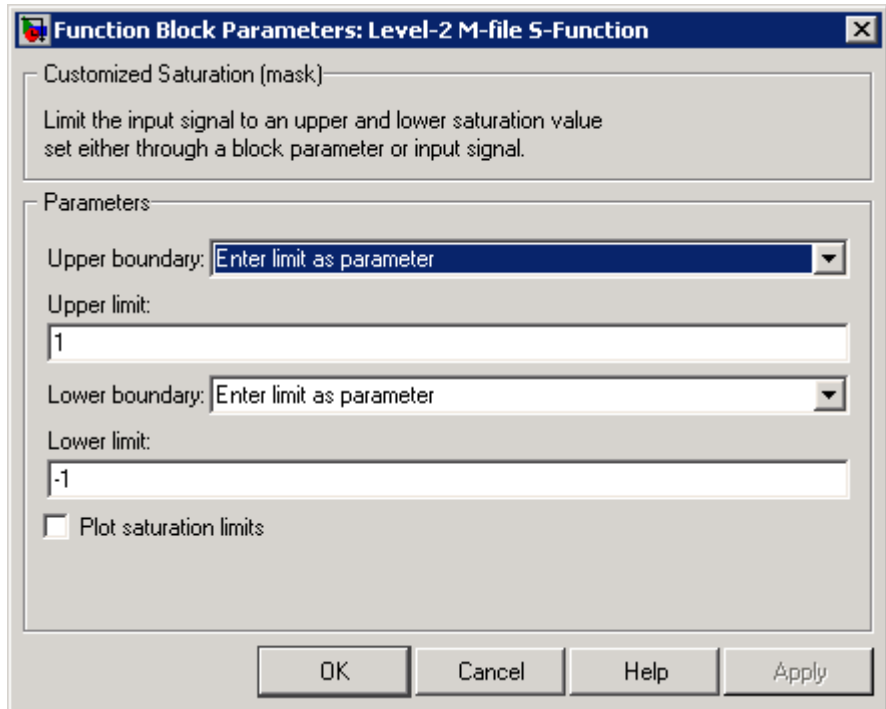 Function Block Parameters: Level-2 M-file S-Function
Customized Saturation (mask)
Limit the input signal to an upper and lower saturation value
set either through a block parameter or input signal.
Parameters
Upper boundary: Enter limit as parameter
Upper limit:
1
Lower boundary: Enter limit as parameter
Lower limit:
-1
Plot saturation limits
OK Cancel Help Apply